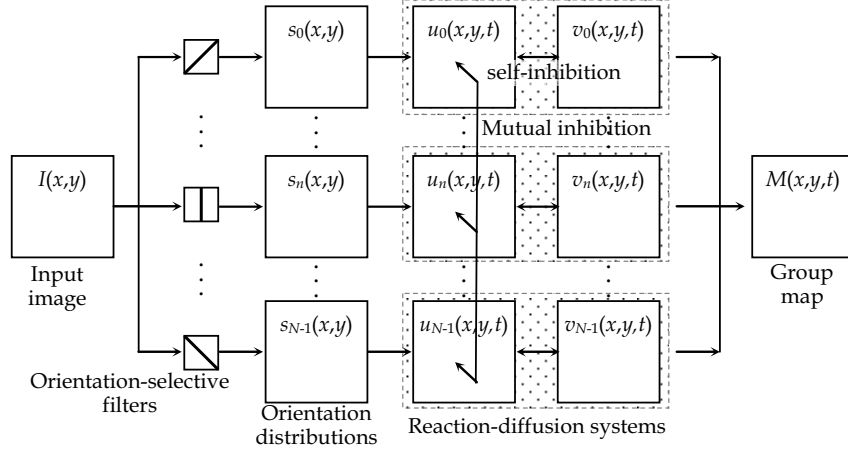 s0(x,y)
u0(x,y,t)
v0(x,y,t)
self-inhibition
Mutual inhibition
I(x,y)
sn(x,y)
un(x,y,t)
vn(x,y,t)
M(x,y,t)
Input
image
Group
map
sN-1(x,y)
uN-1(x,y,t)
vN-1(x,y,t)
Orientation-selective
filters
Orientation
distributions
Reaction-diffusion systems